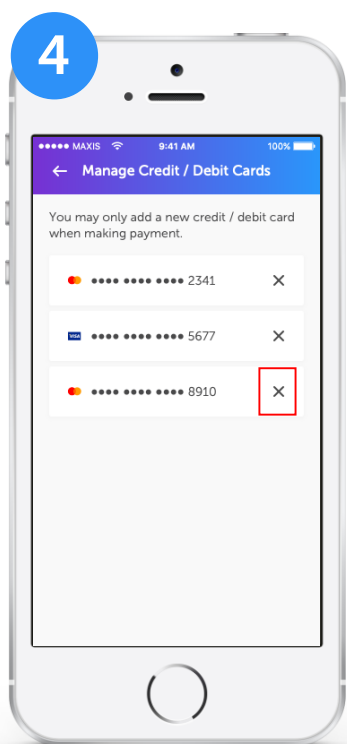 4
MAXIS 9:41 AM 100%
← Manage Credit / Debit Cards
You may only add a new credit / debit card
when making payment.
•••• •••• •••• 2341 ✕
VISA •••• •••• •••• 5677 ✕
•••• •••• •••• 8910 ✕